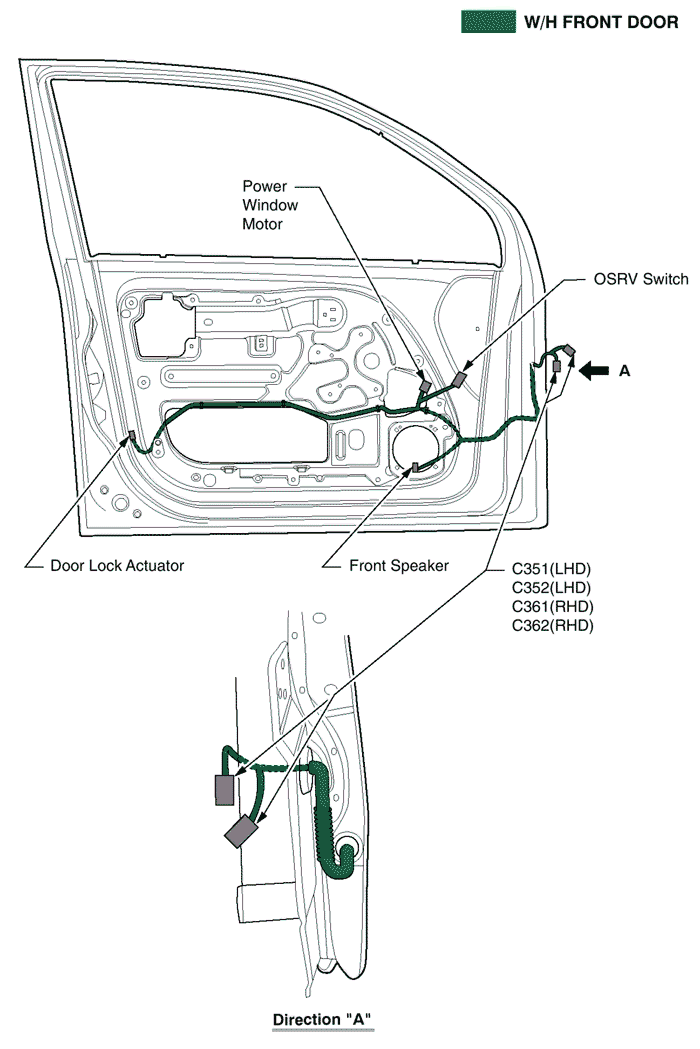 W/H FRONT DOOR
Power
Window
Motor
OSRV Switch
A
Door Lock Actuator
Front Speaker
C351(LHD)
C352(LHD)
C361(RHD)
C362(RHD)
Direction "A"